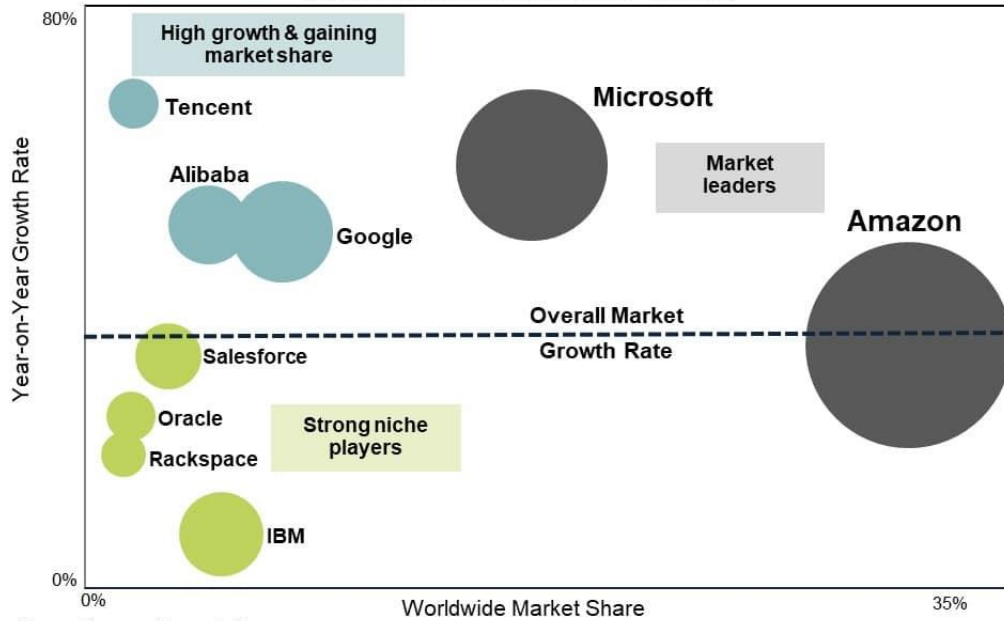 80%
High growth & gaining
market share
Tencent
Microsoft
Alibaba
Market
leaders
Google
Amazon
Year-on-Year Growth Rate
Overall Market
Growth Rate
Salesforce
Oracle
Rackspace
Strong niche
players
IBM
0%
0%
Worldwide Market Share
35%